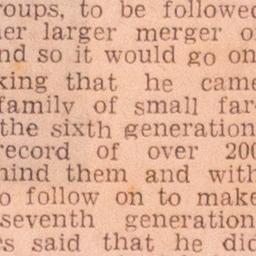 roups, to be followed
er larger merger o
nd so it would go on
king that he came
family of small far-
the sixth generation
record of over 200
hind them and with
o follow on to make
seventh generation
s said that he did